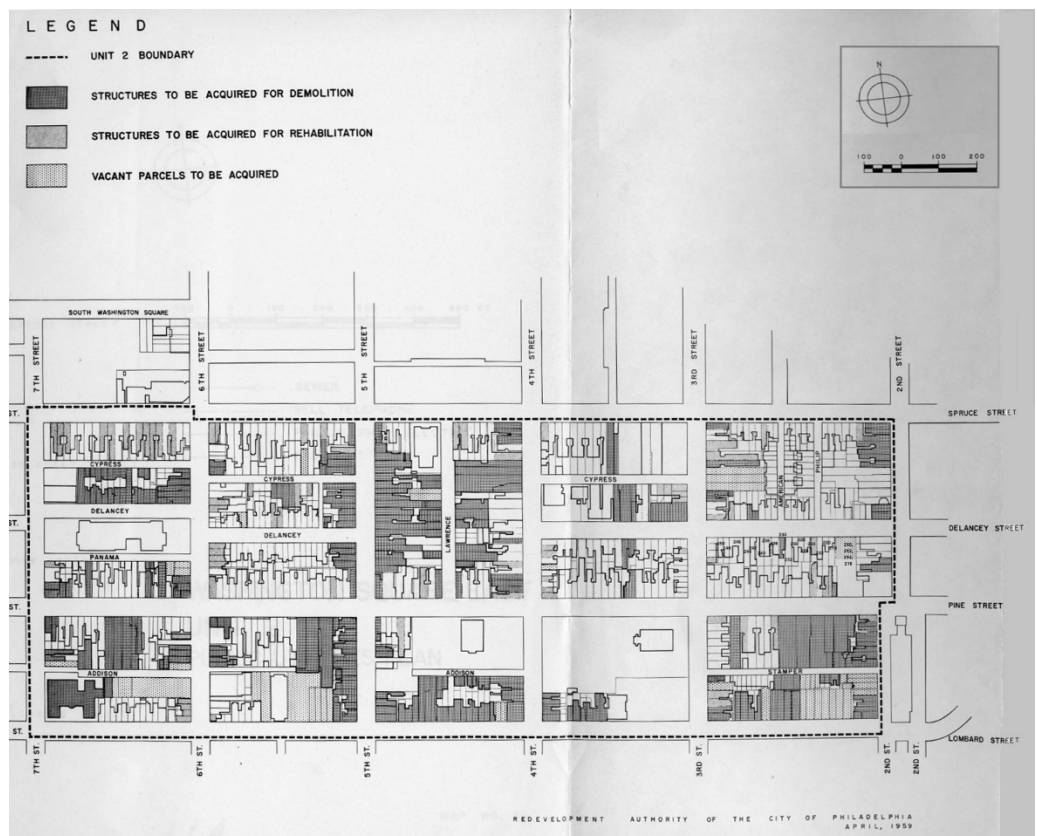 LEGEND
UNIT 2 BOUNDARY
STRUCTURES TO BE ACQUIRED FOR DEMOLITION
STRUCTURES TO BE ACQUIRED FOR REHABILITATION
VACANT PARCELS TO BE ACQUIRED
N
100 0 100 200
SOUTH WASHINGTON SQUARE
7TH STREET
6TH STREET
5TH STREET
4TH STREET
3RD STREET
2ND STREET
ST.
SPRUCE STREET
CYPRESS
CYPRESS
CYPRESS
AMERICAN
PHILIP
DELANCEY
ST.
DELANCEY STREET
DELANCEY
LAWRENCE
PANAMA
ST.
PINE STREET
ADDISON
ADDISON
STAMPER
ST.
LOMBARD STREET
7TH ST.
6TH ST.
5TH ST.
4TH ST.
3RD ST.
2ND ST.
2ND ST.
REDEVELOPMENT AUTHORITY OF THE CITY OF PHILADELPHIA
APRIL, 1959